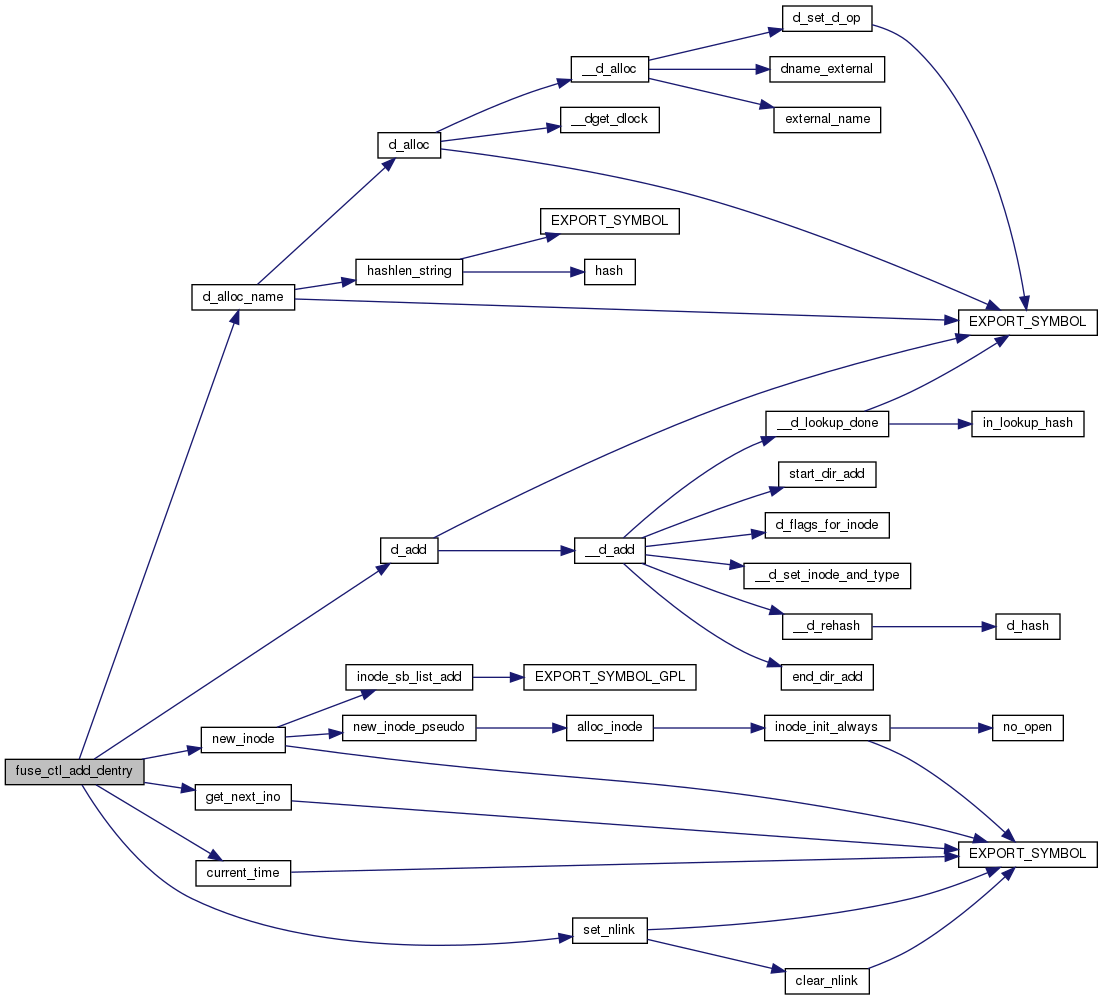 d_set_d_op
__d_alloc
dname_external
__dget_dlock
external_name
d_alloc
EXPORT_SYMBOL
hashlen_string
hash
d_alloc_name
EXPORT_SYMBOL
__d_lookup_done
in_lookup_hash
start_dir_add
d_flags_for_inode
d_add
__d_add
__d_set_inode_and_type
__d_rehash
d_hash
inode_sb_list_add
EXPORT_SYMBOL_GPL
end_dir_add
new_inode
new_inode_pseudo
alloc_inode
inode_init_always
no_open
fuse_ctl_add_dentry
get_next_ino
EXPORT_SYMBOL
current_time
set_nlink
clear_nlink